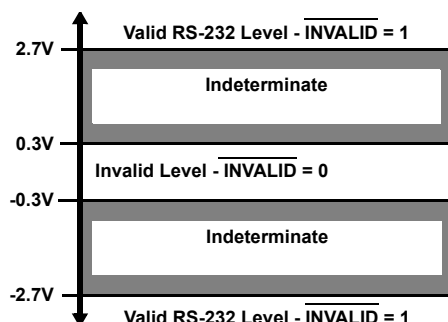 Valid RS-232 Level - INVALID = 1
2.7V
Indeterminate
0.3V
Invalid Level - INVALID = 0
-0.3V
Indeterminate
-2.7V
Valid RS-232 Level - INVALID = 1